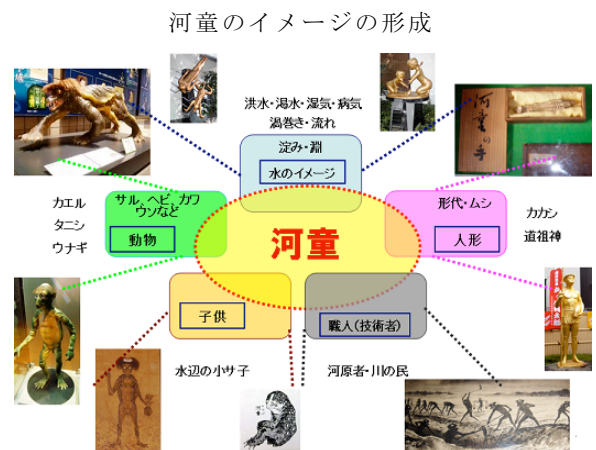 河童のイメージの形成
洪水・渇水・湿気・病気
渦巻き・流れ
淀み・淵
水のイメージ
河童の手
カエル
タニシ
ウナギ
サル、ヘビ、カワ
ウソなど
動物
形代・ムシ
人形
カカシ
道祖神
河童
子供
職人(技術者)
水辺の小サ子
河原者・川の民